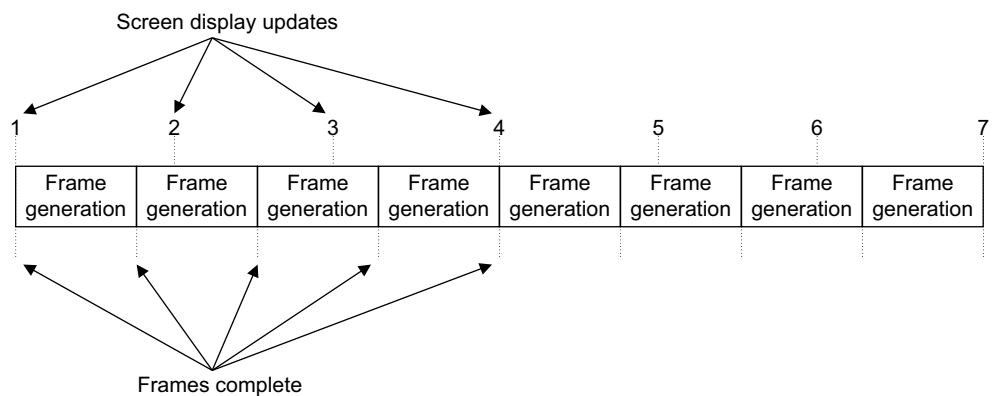 Screen display updates
1 2 3 4 5 6 7
Frame Frame Frame Frame Frame Frame Frame Frame
generation generation generation generation generation generation generation generation
Frames complete